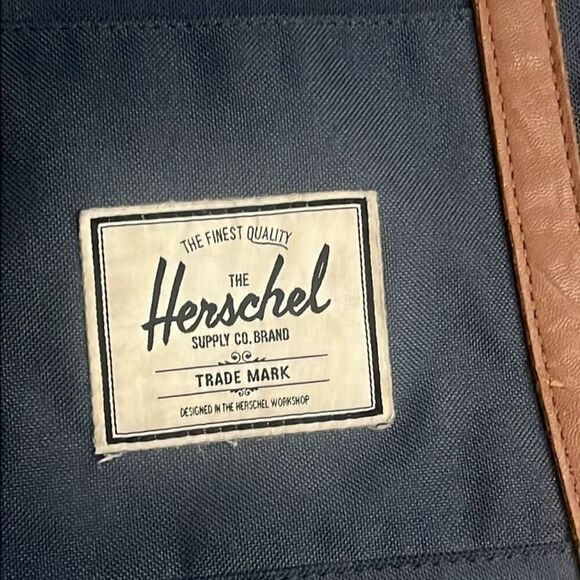 THE FINEST QUALITY
THE
Herschel
SUPPLY CO. BRAND
TRADE MARK
DESIGNED IN THE HERSCHEL WORKSHOP